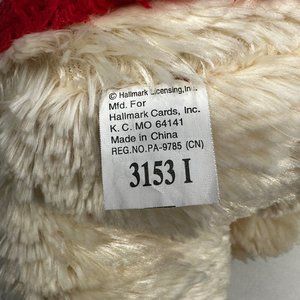 © Hallmark Licensing, Inc.
Mfd. For
Hallmark Cards, Inc.
K. C. MO 64141
Made in China
REG.NO.PA-9785 (CN)
3153 I